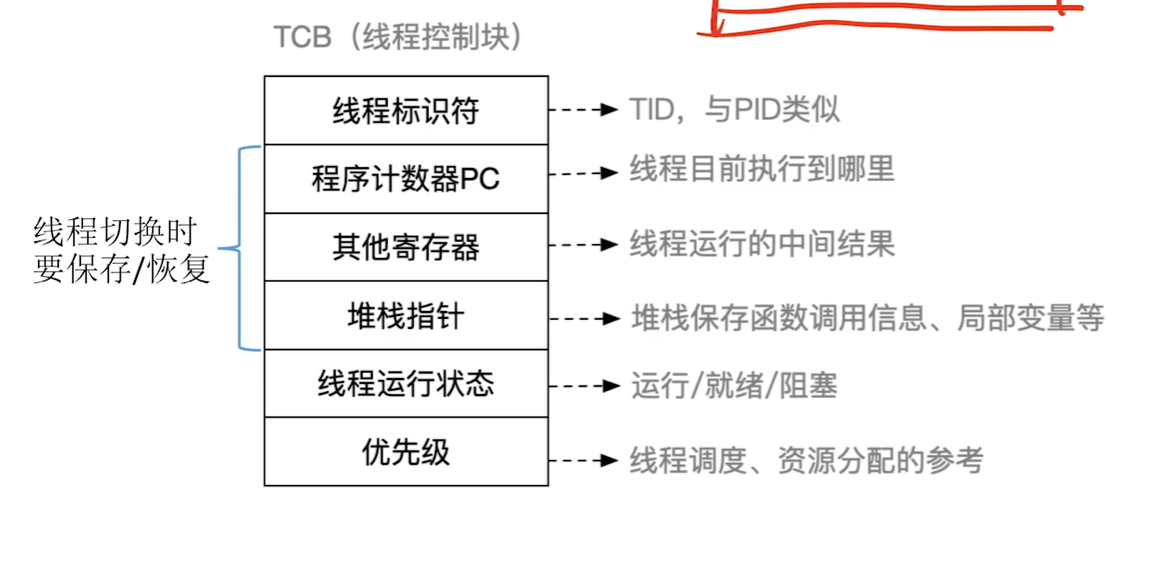 TCB（线程控制块）
线程标识符
TID，与PID类似
程序计数器PC
线程目前执行到哪里
线程切换时
要保存/恢复
其他寄存器
线程运行的中间结果
堆栈指针
堆栈保存函数调用信息、局部变量等
线程运行状态
运行/就绪/阻塞
优先级
线程调度、资源分配的参考